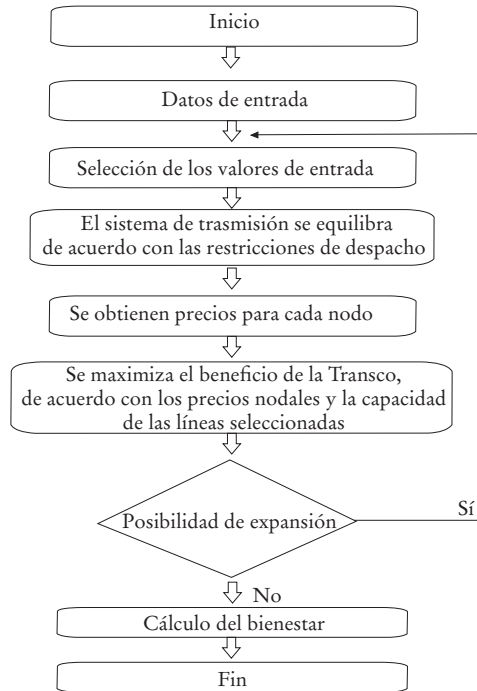 Inicio
Datos de entrada
Selección de los valores de entrada
El sistema de trasmisión se equilibra
de acuerdo con las restricciones de despacho
Se obtienen precios para cada nodo
Se maximiza el beneficio de la Transco,
de acuerdo con los precios nodales y la capacidad
de las líneas seleccionadas
Posibilidad de expansión
Sí
No
Cálculo del bienestar
Fin